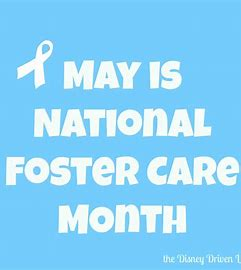 May is
National
Foster Care
Month
the Disney Driven L